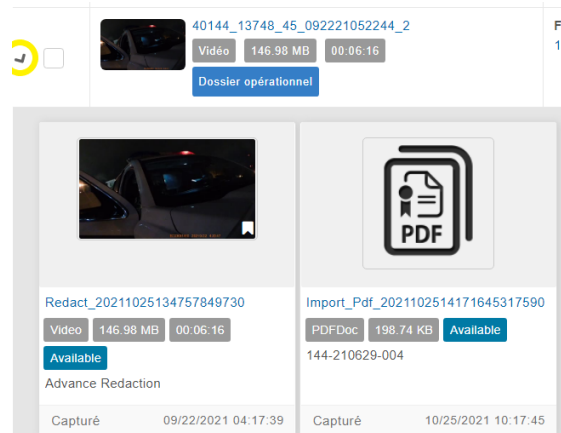 40144_13748_45_092221052244_2
F
Vidéo 146.98 MB 00:06:16
1
Dossier opérationnel
PDF
Redact_20211025134757849730
Import_Pdf_2021102514171645317590
Video 146.98 MB 00:06:16
PDFDoc 198.74 KB Available
Available
144-210629-004
Advance Redaction
Capturé 09/22/2021 04:17:39
Capturé 10/25/2021 10:17:45